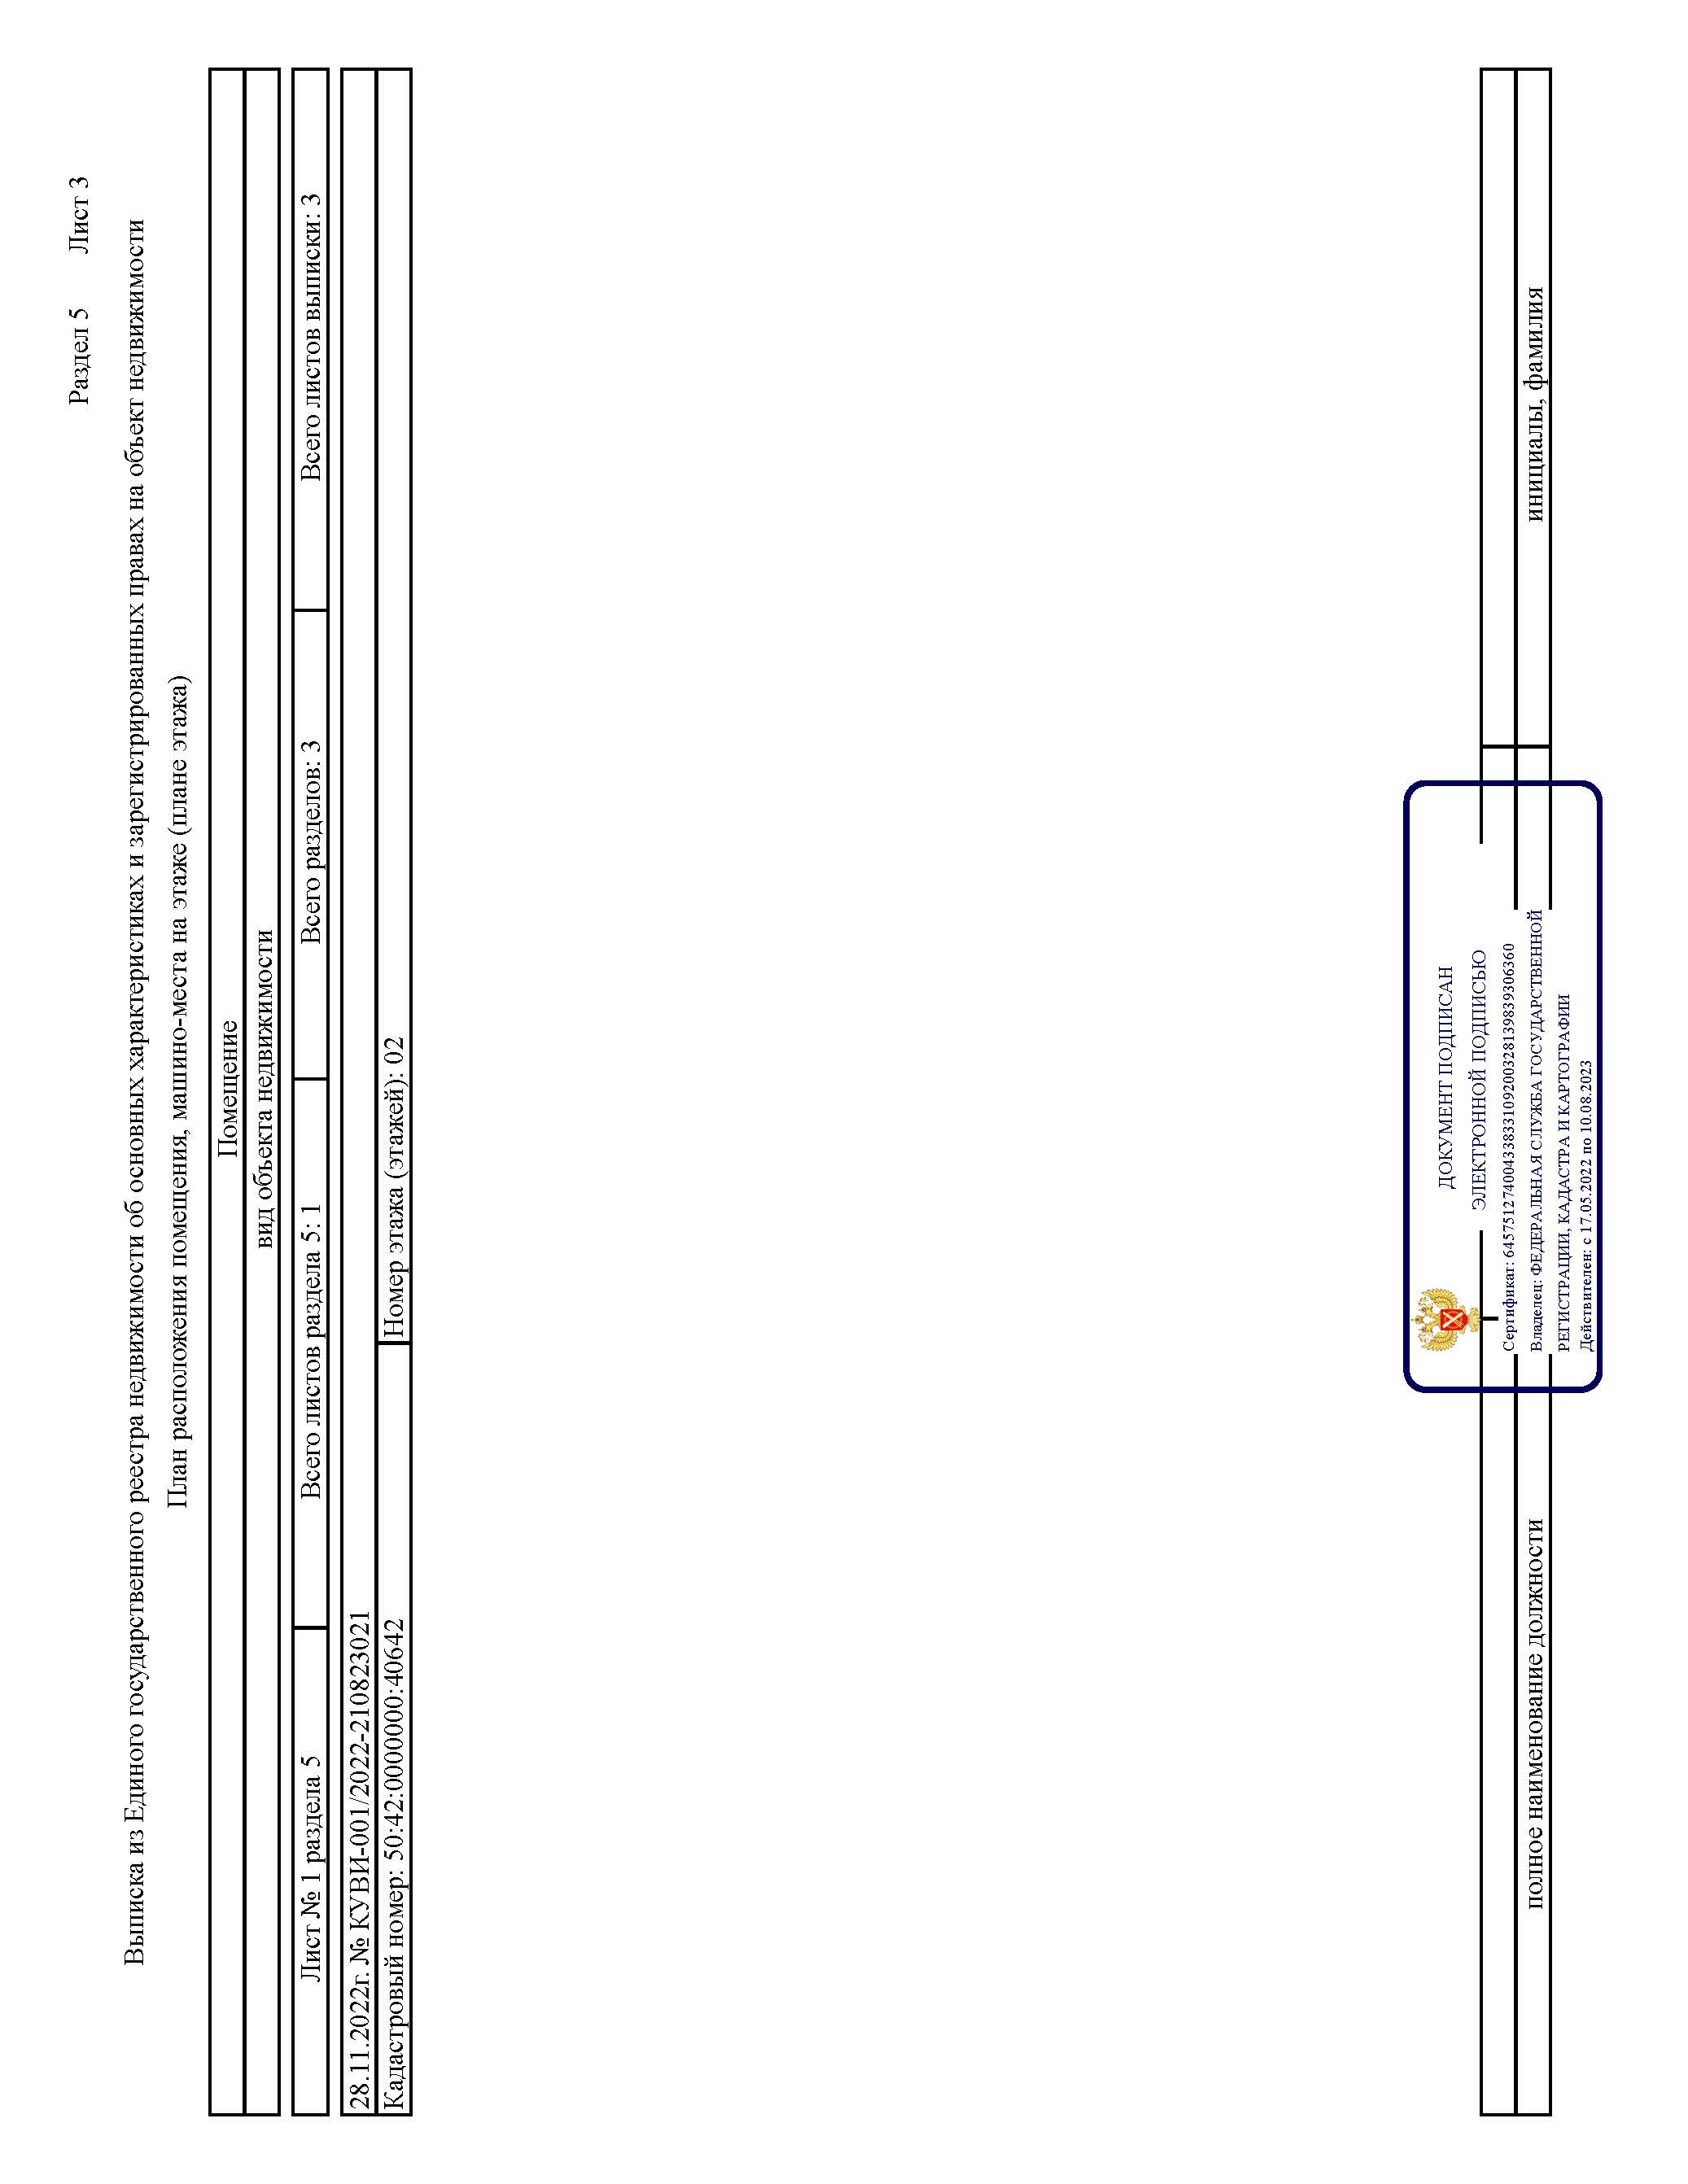 Раздел 5 Лист 3
Выписка из Единого государственного реестра недвижимости об основных характеристиках и зарегистрированных правах на объект недвижимости
План расположения помещения, машино-места на этаже (плане этажа)
Помещение
вид объекта недвижимости
Лист № 1 раздела 5 Всего листов раздела 5: 1 Всего разделов: 3 Всего листов выписки: 3
28.11.2022г. № КУВИ-001/2022-210823021
Кадастровый номер: 50:42:0000000:40642 Номер этажа (этажей): 02
ДОКУМЕНТ ПОДПИСАН
ЭЛЕКТРОННОЙ ПОДПИСЬЮ
Сертификат: 64575127400433833109200328139839306360
Владелец: ФЕДЕРАЛЬНАЯ СЛУЖБА ГОСУДАРСТВЕННОЙ
РЕГИСТРАЦИИ, КАДАСТРА И КАРТОГРАФИИ
Действителен: с 17.05.2022 по 10.08.2023
полное наименование должности инициалы, фамилия